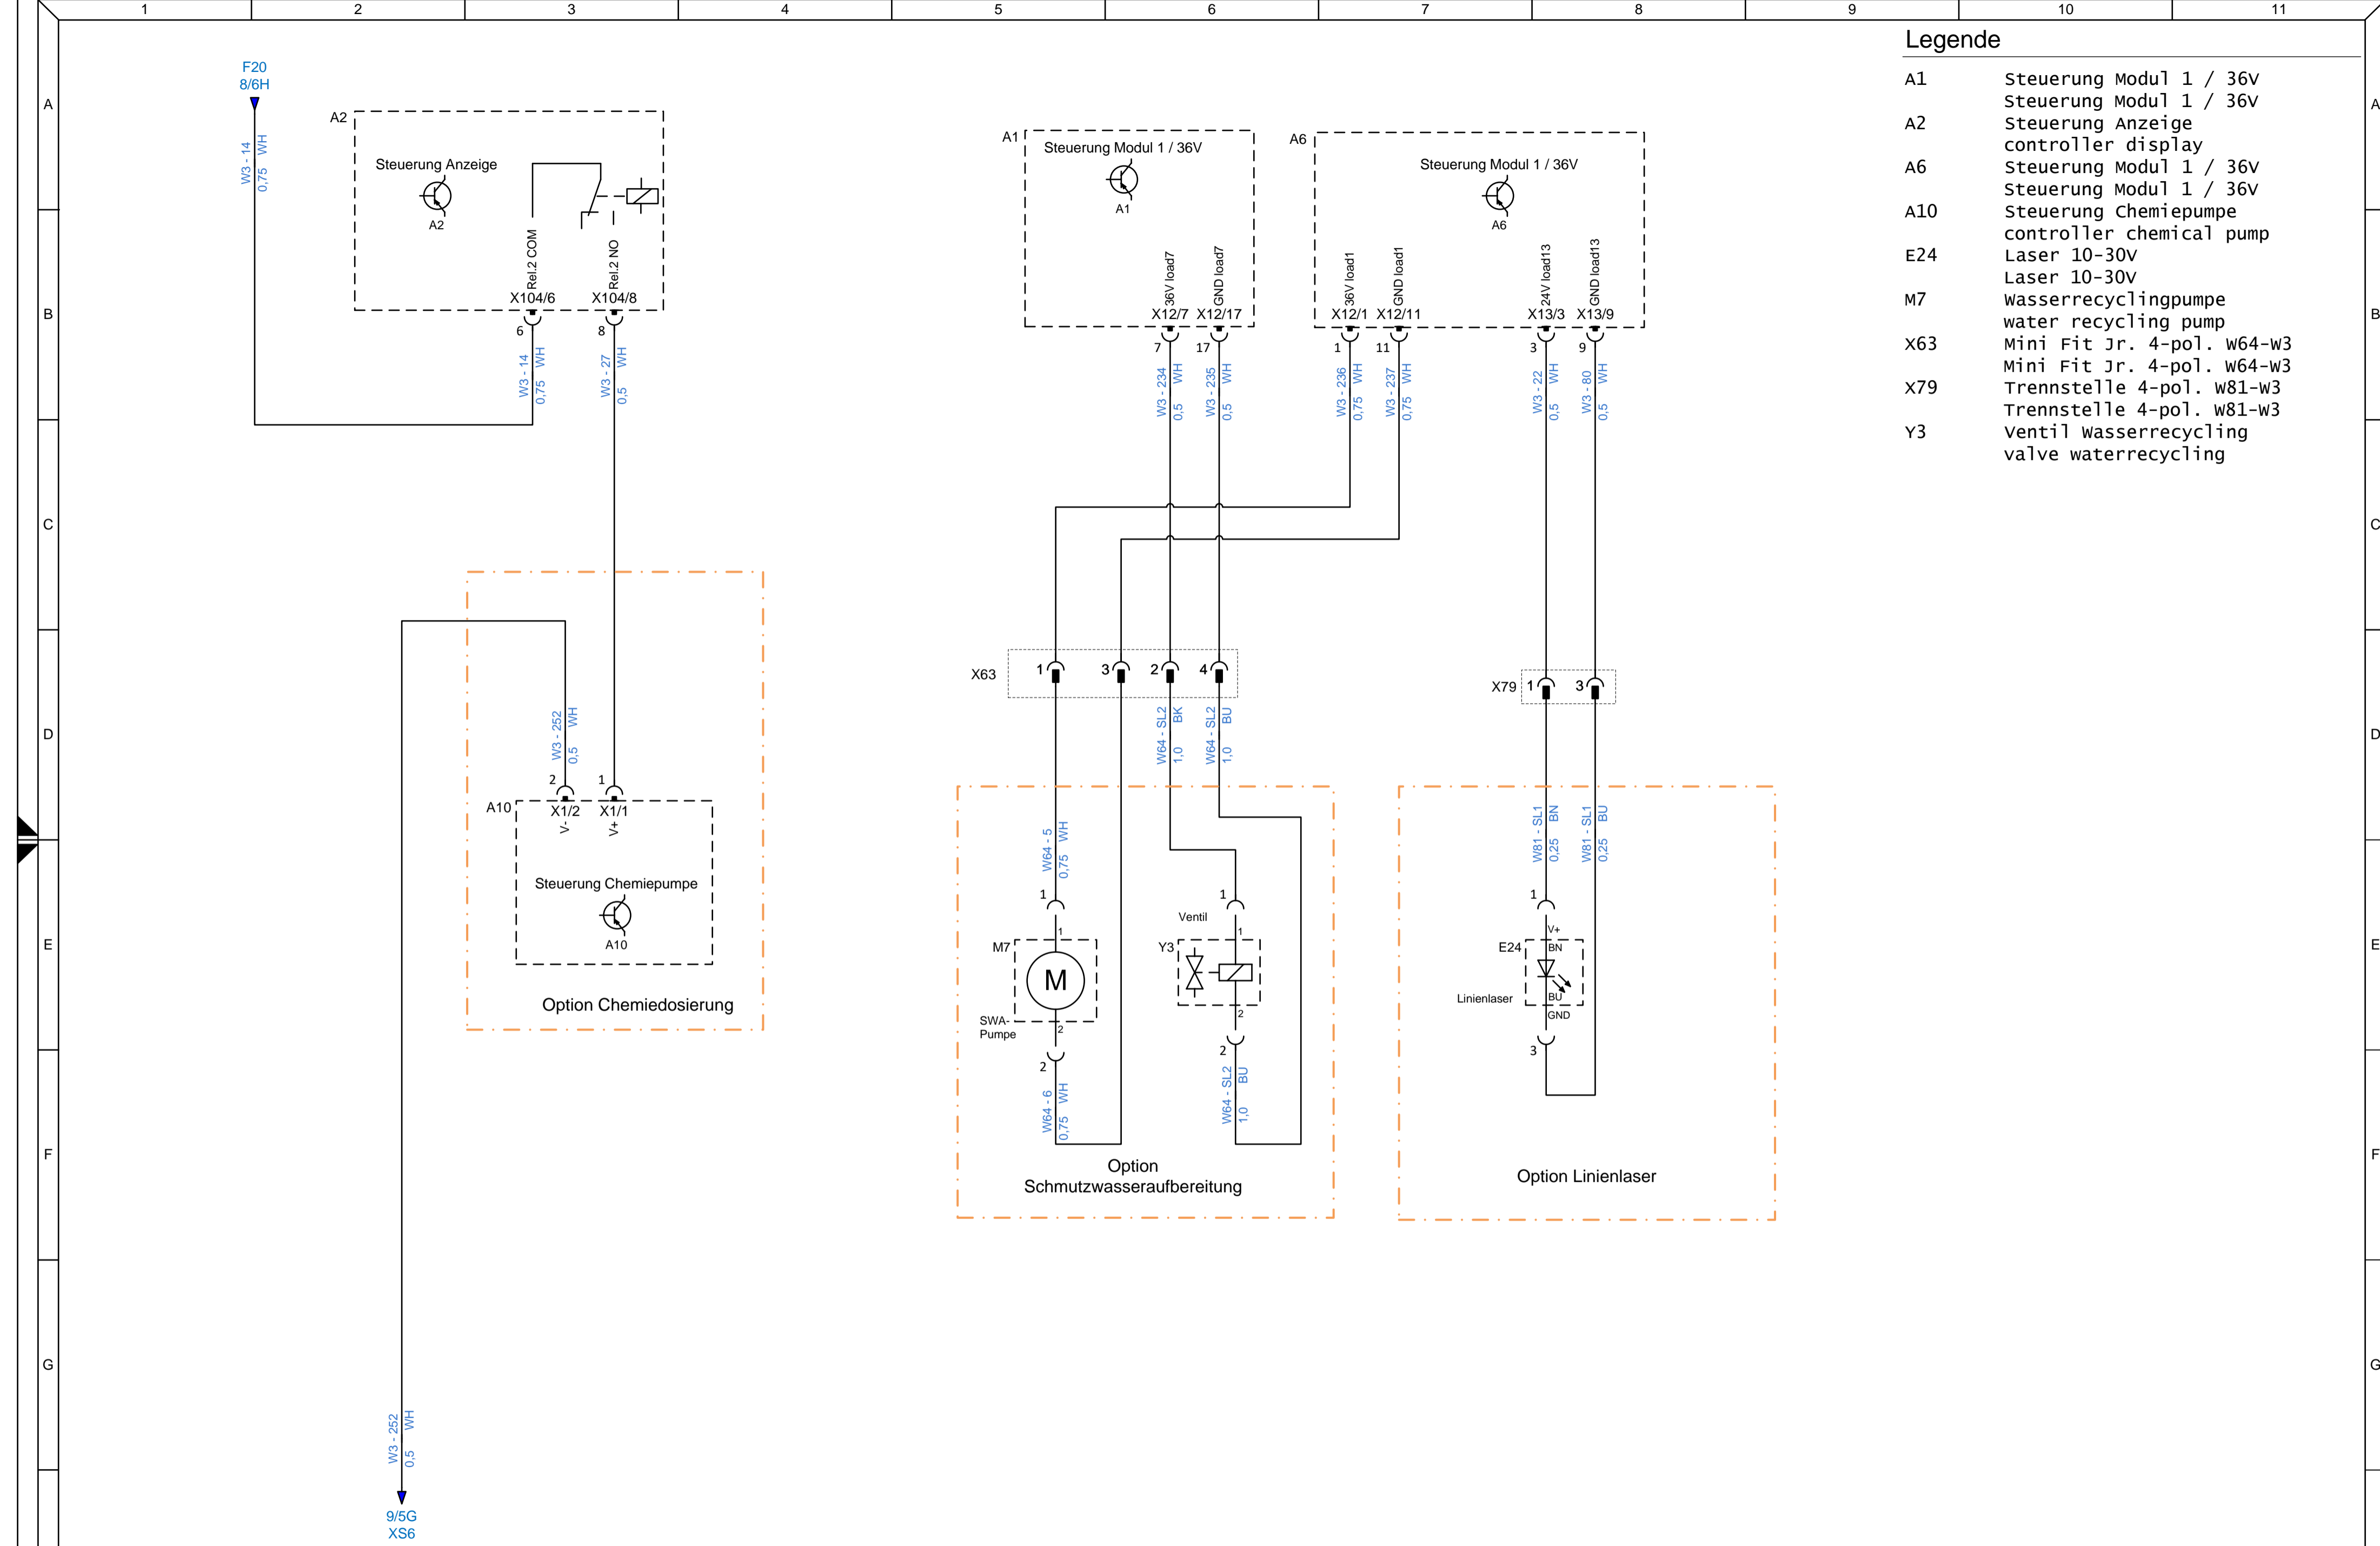 1 2 3 4 5 6 7 8 9 10 11
Legende
A1 Steuerung Modul 1 / 36V
Steuerung Modul 1 / 36V
A2 Steuerung Anzeige
controller display
A6 Steuerung Modul 1 / 36V
Steuerung Modul 1 / 36V
A10 Steuerung Chemiepumpe
controller chemical pump
E24 Laser 10-30V
Laser 10-30V
M7 Wasserrecyclingpumpe
water recycling pump
X63 Mini Fit Jr. 4-pol. W64-W3
Mini Fit Jr. 4-pol. W64-W3
X79 Trennstelle 4-pol. W81-W3
Trennstelle 4-pol. W81-W3
Y3 Ventil Wasserrecycling
valve waterrecycling
A
B
C
D
E
F
G
A
B
C
D
E
F
G
F20
8/6H
W3 - 14
0,75 WH
A2
Steuerung Anzeige
A2
Rel.2 COM
Rel.2 NO
X104/6 X104/8
6 8
W3 - 14
0,75 WH
W3 - 27
0,5 WH
A1
Steuerung Modul 1 / 36V
A1
36V load7
GND load7
X12/7 X12/17
7 17
W3 - 234
0,5 WH
W3 - 235
0,5 WH
A6
Steuerung Modul 1 / 36V
A6
36V load1
GND load1
24V load13
GND load13
X12/1 X12/11 X13/3 X13/9
1 11 3 9
W3 - 236
0,75 WH
W3 - 237
0,75 WH
W3 - 22
0,5 WH
W3 - 80
0,5 WH
W3 - 252
0,5 WH
2 1
A10
X1/2 X1/1
V-
V+
Steuerung Chemiepumpe
A10
Option Chemiedosierung
W3 - 252
0,5 WH
9/5G
XS6
X63
1 3 2 4
W64 - SL2
1,0 BK
W64 - SL2
1,0 BU
W64 - 5
0,75 WH
1
M7
1
M
SWA-
Pumpe
2
2
W64 - 6
0,75 WH
1
Ventil
Y3
1
2
2
W64 - SL2
1,0 BU
Option
Schmutzwasseraufbereitung
X79
1 3
W81 - SL1
0,25 BN
W81 - SL1
0,25 BU
1
V+
E24
BN
Linienlaser
BU
GND
3
Option Linienlaser